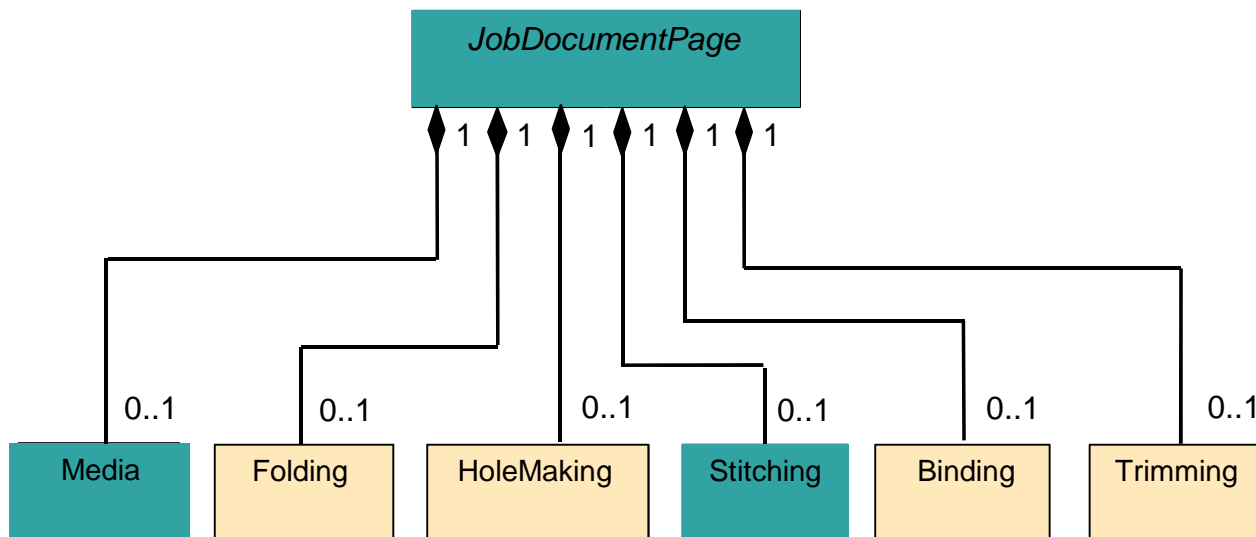 JobDocumentPage
1 1 1 1 1 1
0..1 0..1 0..1 0..1 0..1 0..1
Media Folding HoleMaking Stitching Binding Trimming